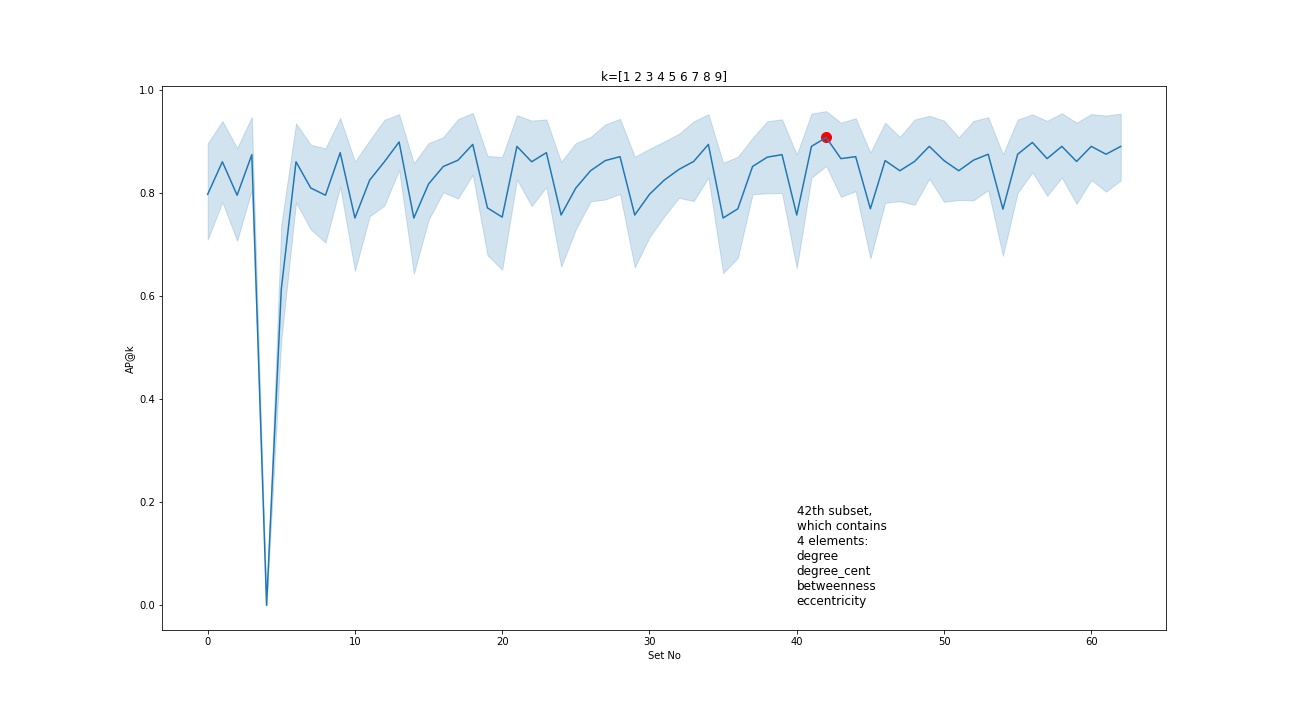 k=[1 2 3 4 5 6 7 8 9]
1.0
0.8
0.6
0.4
0.2
0.0
AP@k
42th subset,
which contains
4 elements:
degree
degree_cent
betweenness
eccentricity
0 10 20 30 40 50 60
Set No